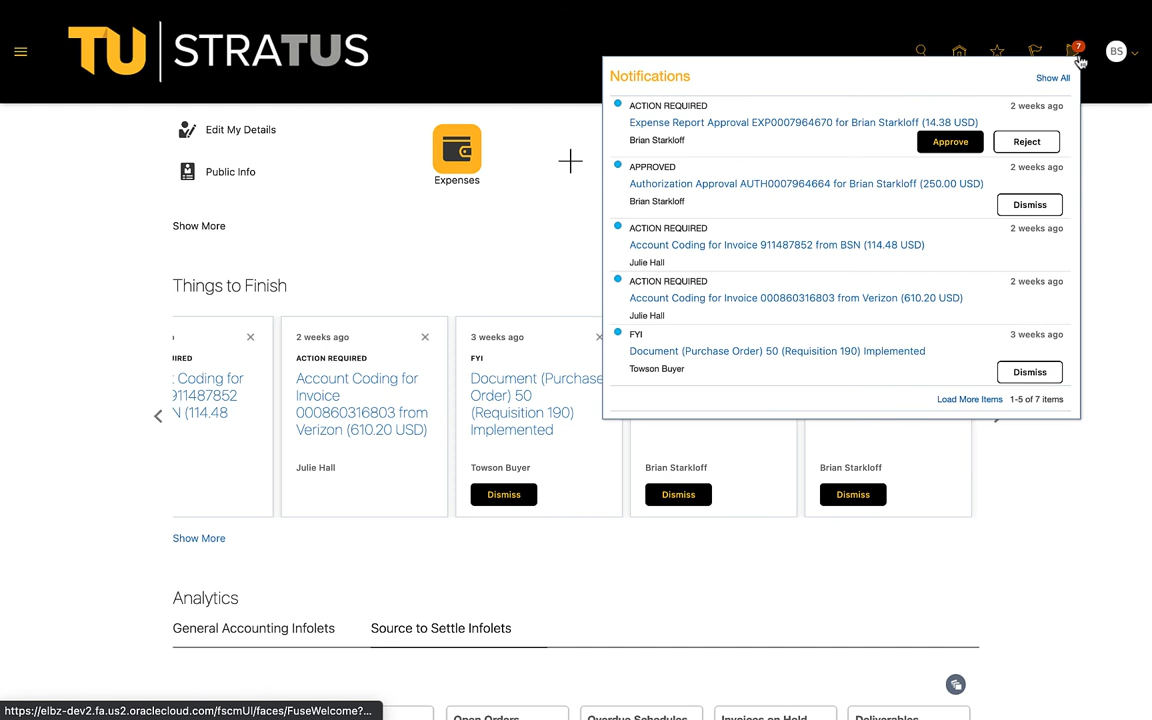 TU STRATUS
7
BS
Notifications
Show All
ACTION REQUIRED
2 weeks ago
Expense Report Approval EXP0007964670 for Brian Starkloff (14.38 USD)
Brian Starkloff
Approve
Reject
APPROVED
2 weeks ago
Authorization Approval AUTH0007964664 for Brian Starkloff (250.00 USD)
Brian Starkloff
Dismiss
ACTION REQUIRED
2 weeks ago
Account Coding for Invoice 911487852 from BSN (114.48 USD)
Julie Hall
ACTION REQUIRED
2 weeks ago
Account Coding for Invoice 000860316803 from Verizon (610.20 USD)
Julie Hall
FYI
3 weeks ago
Document (Purchase Order) 50 (Requisition 190) Implemented
Towson Buyer
Dismiss
Load More Items
1-5 of 7 items
Edit My Details
Public Info
Show More
Expenses
Things to Finish
Coding for
911487852
(114.48
2 weeks ago
ACTION REQUIRED
Account Coding for
Invoice
000860316803 from
Verizon (610.20 USD)
Julie Hall
3 weeks ago
FYI
Document (Purchase
Order) 50
(Requisition 190)
Implemented
Towson Buyer
Dismiss
Brian Starkloff
Dismiss
Brian Starkloff
Dismiss
Show More
Analytics
General Accounting Infolets
Source to Settle Infolets
Open Orders
Overdue Schedules
Invoices on Hold
Deliverables
https://elbz-dev2.fa.us2.oraclecloud.com/fscmUI/faces/FuseWelcome?...